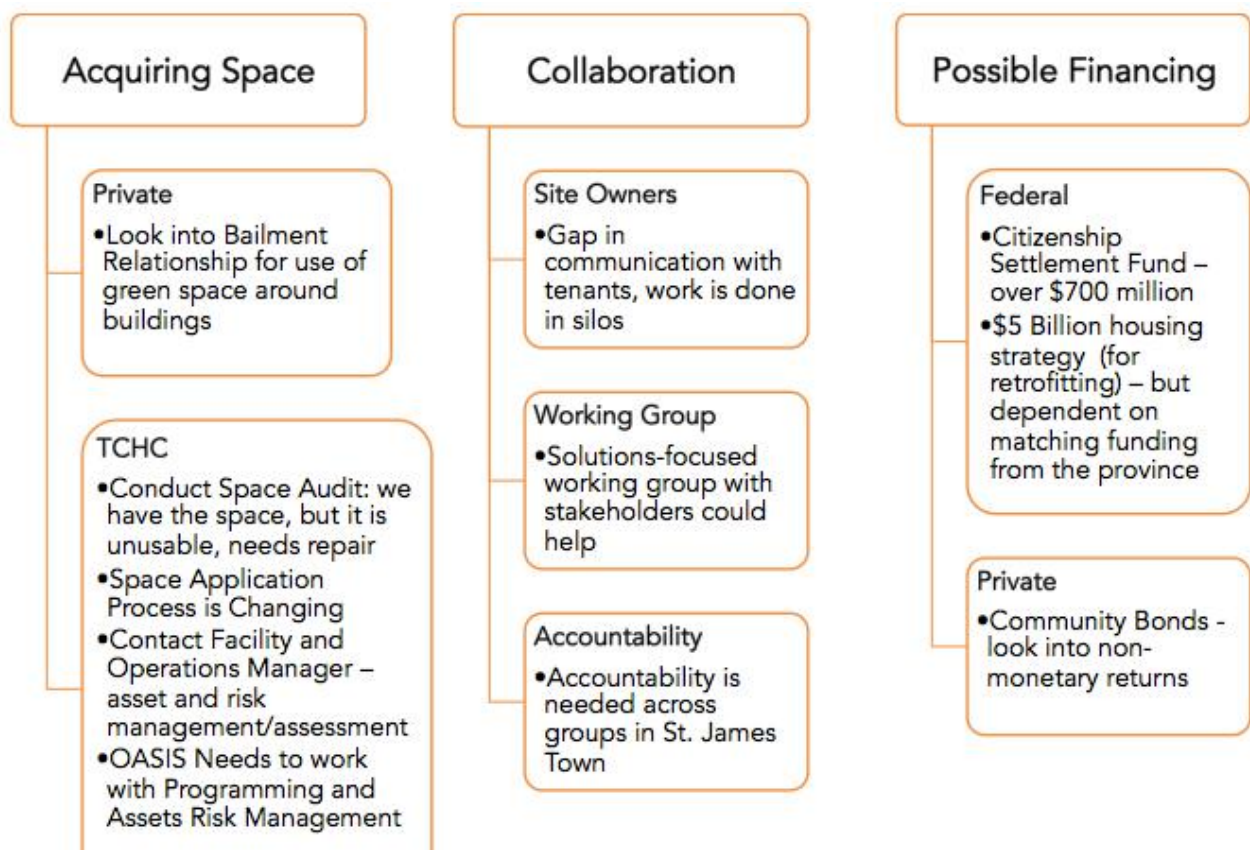 Acquiring Space
Private
•Look into Bailment
Relationship for use of
green space around
buildings
TCHC
•Conduct Space Audit: we
have the space, but it is
unusable, needs repair
•Space Application
Process is Changing
•Contact Facility and
Operations Manager –
asset and risk
management/assessment
•OASIS Needs to work
with Programming and
Assets Risk Management
Collaboration
Site Owners
•Gap in
communication with
tenants, work is done
in silos
Working Group
•Solutions-focused
working group with
stakeholders could
help
Accountability
•Accountability is
needed across
groups in St. James
Town
Possible Financing
Federal
•Citizenship
Settlement Fund –
over $700 million
•$5 Billion housing
strategy (for
retrofitting) – but
dependent on
matching funding
from the province
Private
•Community Bonds -
look into non-
monetary returns